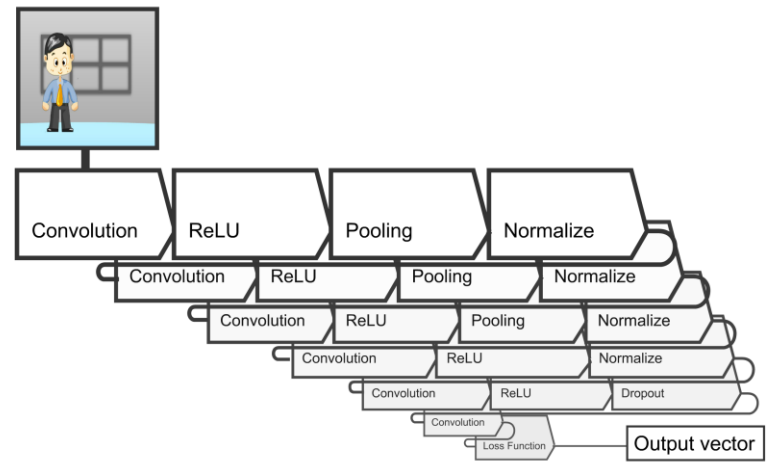 Convolution ReLU Pooling Normalize
Convolution ReLU Pooling Normalize
Convolution ReLU Pooling Normalize
Convolution ReLU Normalize
Convolution ReLU Dropout
Convolution
Loss Function Output vector